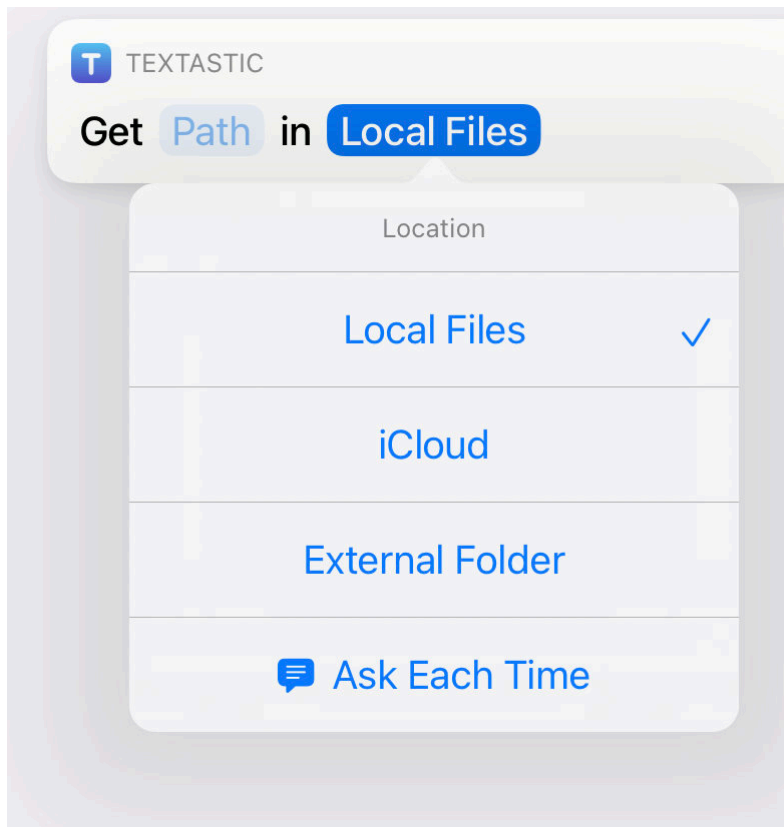 T TEXTASTIC
Get Path in Local Files
Location
Local Files
iCloud
External Folder
Ask Each Time